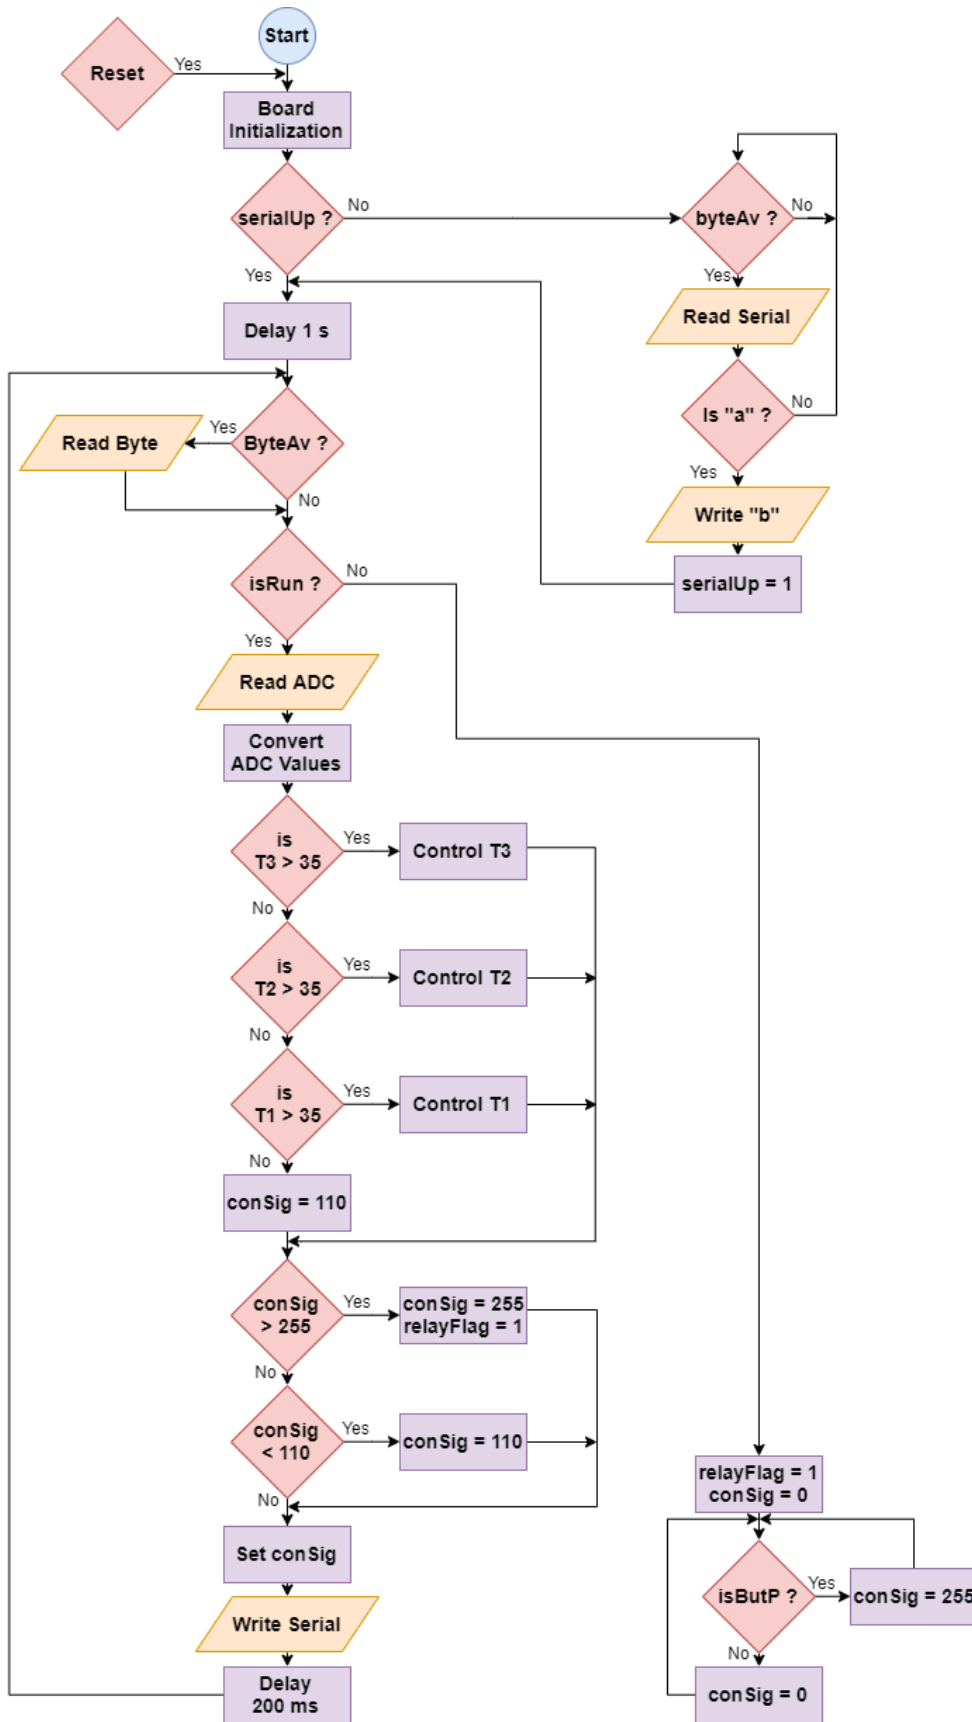 Start
Reset
Yes
Board
Initialization
serialUp ?
No
Yes
byteAv ?
No
Yes
Read Serial
Is "a" ?
No
Yes
Write "b"
serialUp = 1
Delay 1 s
ByteAv ?
Yes
Read Byte
No
isRun ?
No
Yes
Read ADC
Convert
ADC Values
is
T3 > 35
Yes
Control T3
No
is
T2 > 35
Yes
Control T2
No
is
T1 > 35
Yes
Control T1
No
conSig = 110
conSig
> 255
Yes
conSig = 255
relayFlag = 1
No
conSig
< 110
Yes
conSig = 110
No
Set conSig
Write Serial
Delay
200 ms
relayFlag = 1
conSig = 0
isButP ?
Yes
conSig = 255
No
conSig = 0